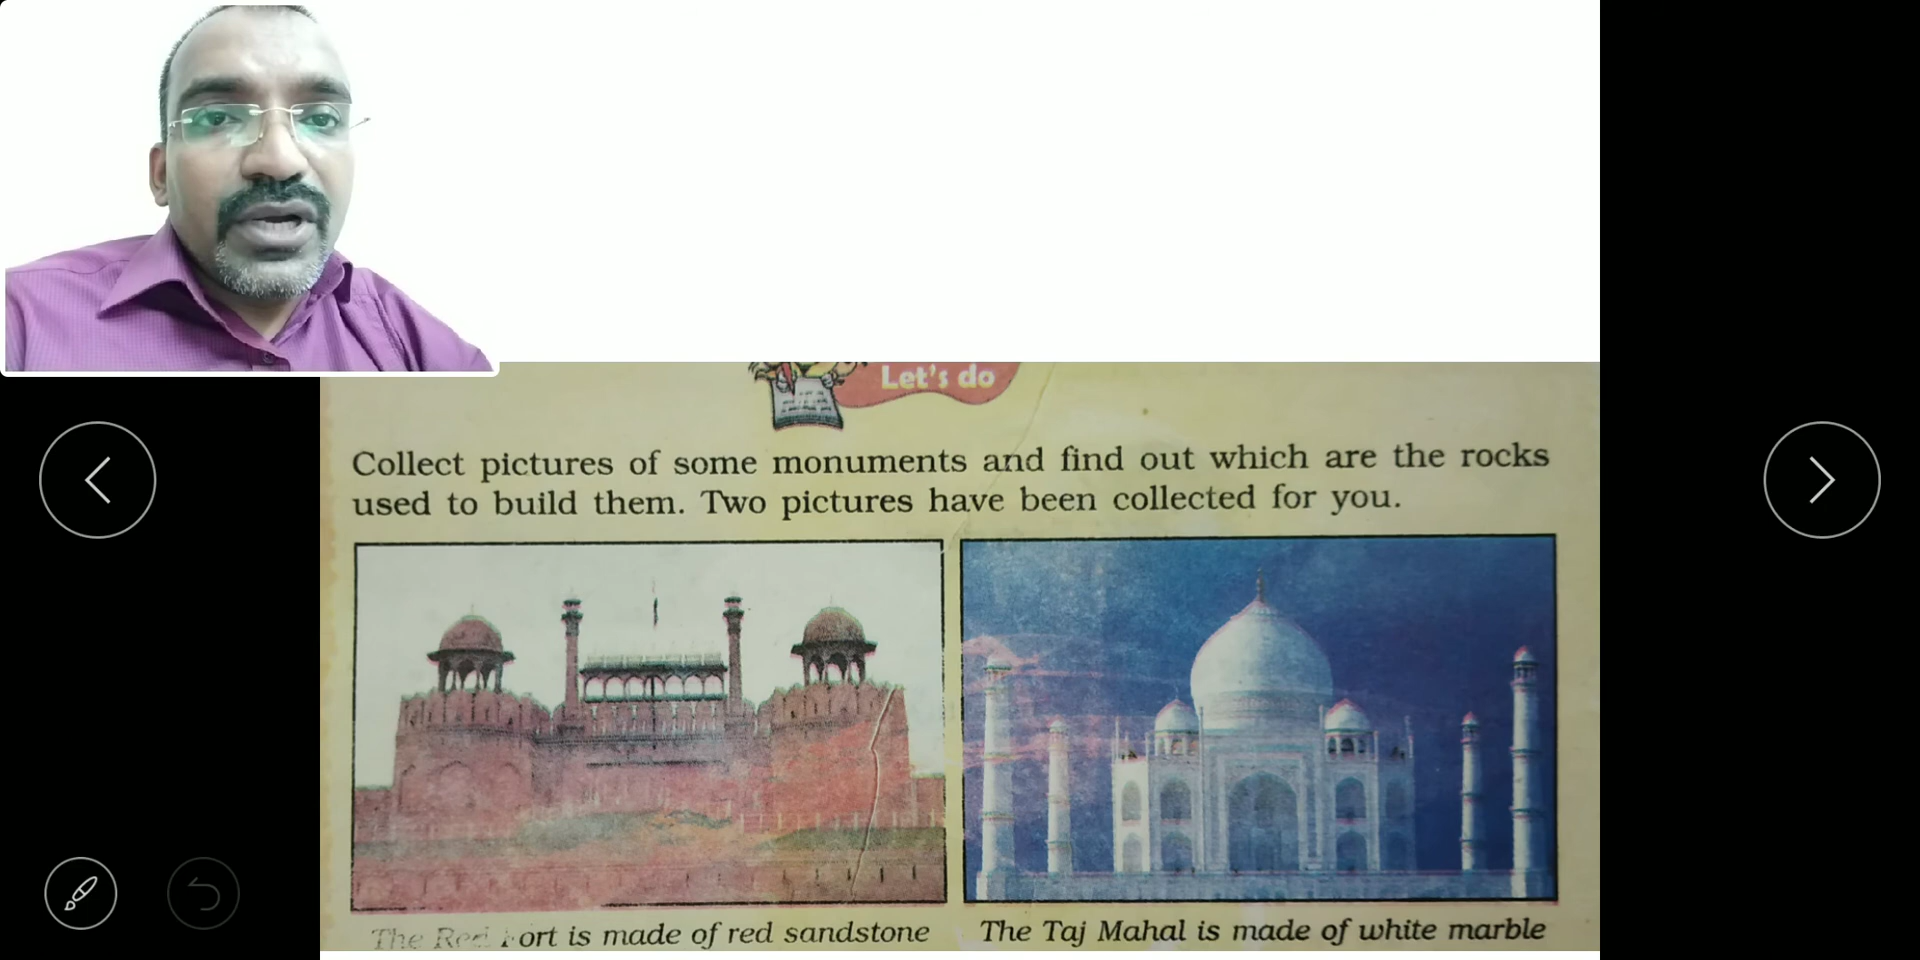 Let's do
Collect pictures of some monuments and find out which are the rocks
used to build them. Two pictures have been collected for you.
The Red Fort is made of red sandstone
The Taj Mahal is made of white marble